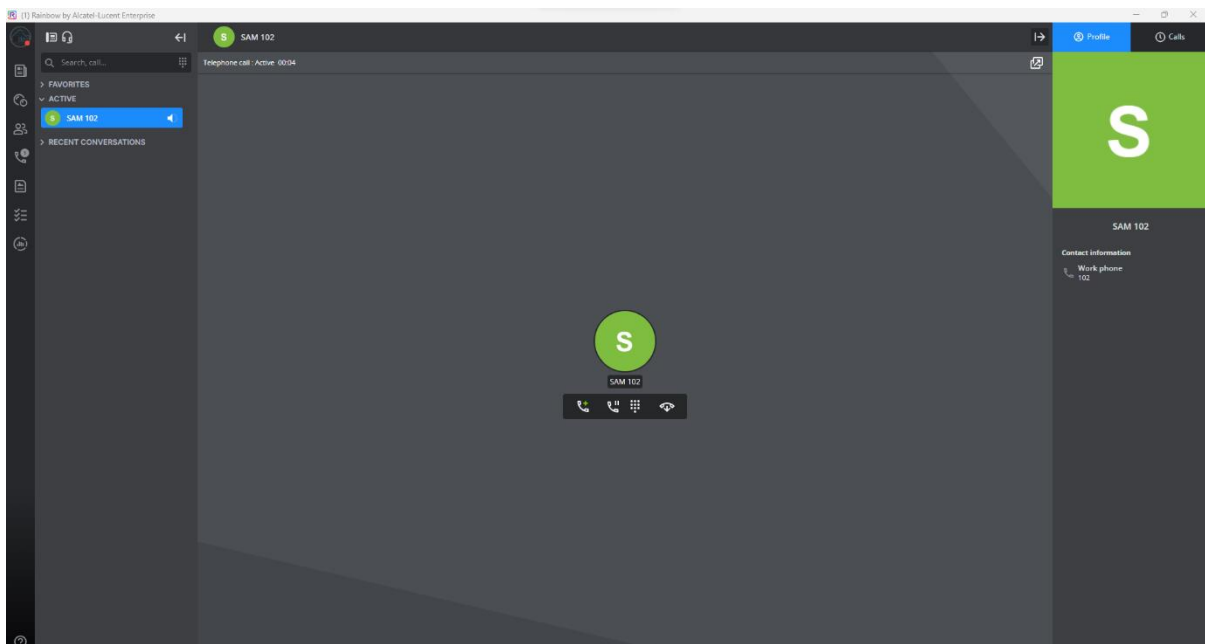 (1) Rainbow by Alcatel-Lucent Enterprise
S SAM 102
Profile
Calls
Search, call...
Telephone call : Active 00:04
FAVORITES
ACTIVE
S SAM 102
RECENT CONVERSATIONS
S
SAM 102
S
SAM 102
Contact information
Work phone
102